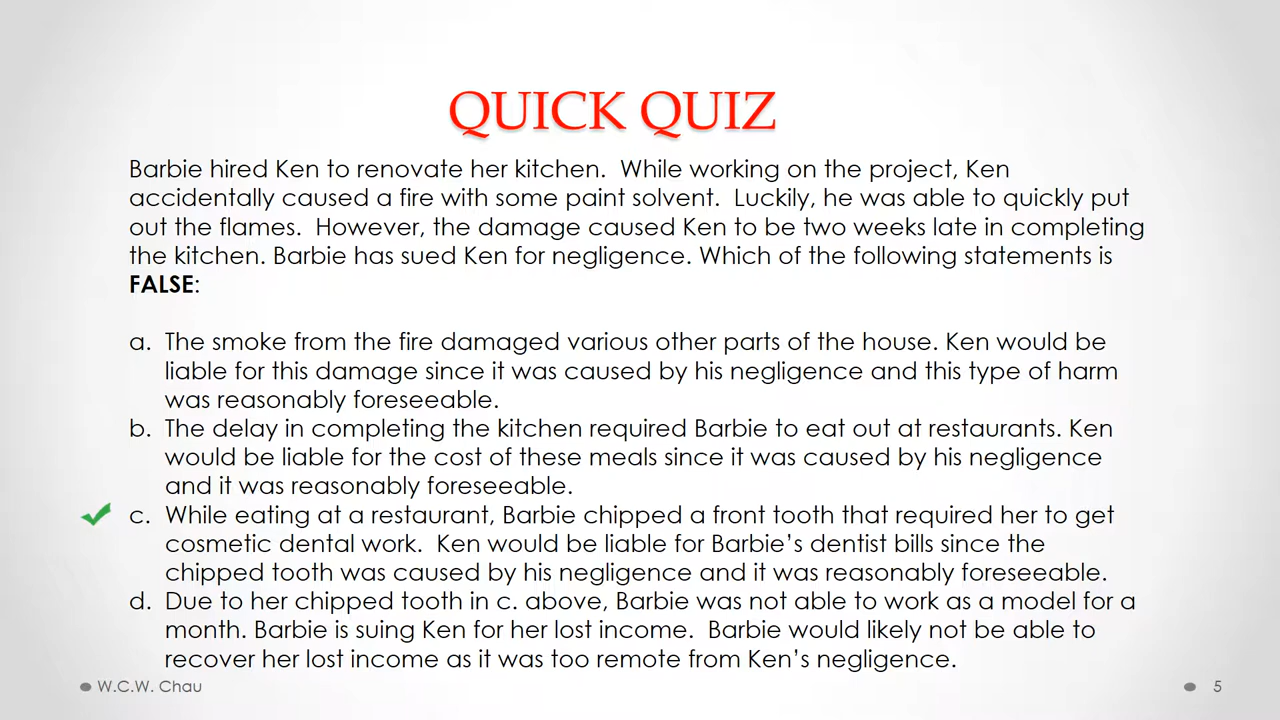 QUICK QUIZ
Barbie hired Ken to renovate her kitchen.  While working on the project, Ken
accidentally caused a fire with some paint solvent.  Luckily, he was able to quickly put
out the flames.  However, the damage caused Ken to be two weeks late in completing
the kitchen. Barbie has sued Ken for negligence. Which of the following statements is
FALSE:
a. The smoke from the fire damaged various other parts of the house. Ken would be
liable for this damage since it was caused by his negligence and this type of harm
was reasonably foreseeable.
b. The delay in completing the kitchen required Barbie to eat out at restaurants. Ken
would be liable for the cost of these meals since it was caused by his negligence
and it was reasonably foreseeable.
c. While eating at a restaurant, Barbie chipped a front tooth that required her to get
cosmetic dental work.  Ken would be liable for Barbie’s dentist bills since the
chipped tooth was caused by his negligence and it was reasonably foreseeable.
d. Due to her chipped tooth in c. above, Barbie was not able to work as a model for a
month. Barbie is suing Ken for her lost income.  Barbie would likely not be able to
recover her lost income as it was too remote from Ken’s negligence.
W.C.W. Chau
5